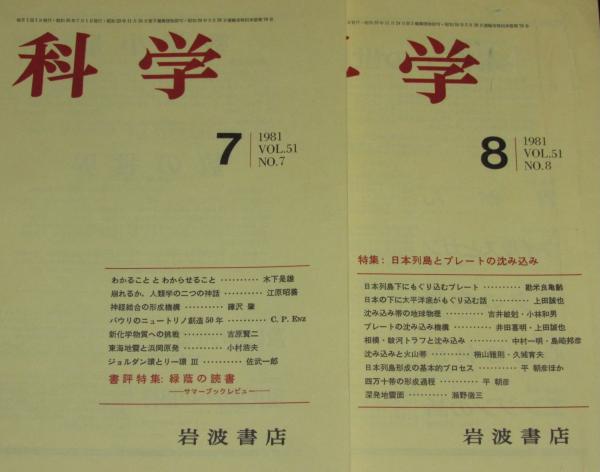 科学
7
1981
VOL.51
NO.7
わかること とわからせること ・・・・・・・・・・ 木下是雄
崩れるか，人類学の二つの神話 ・・・・・・・・ 江原昭善
神経結合の形成機構 ・・・・・・・・・・ 藤沢 肇
パウリのニュートリノ創造50年 ・・・・・・・・ C. P. Enz
新化学物質への挑戦 ・・・・・・・・・・ 吉原賢二
東海地震と浜岡原発 ・・・・・・・・・・ 小村浩夫
ジョルダン環とリー環 Ⅲ ・・・・・・・・ 佐武一郎
書評特集: 緑蔭の読書
——サマーブックレビュー——
岩波書店
学
8
1981
VOL.51
NO.8
特集: 日本列島とプレートの沈み込み
日本列島下にもぐり込むプレート ・・・・・・・・ 勘米良亀齢
日本の下に太平洋底がもぐり込む話 ・・・・・・・・ 上田誠也
沈み込み帯の地球物理 ・・・・・・ 吉井敏尅・小林和男
プレートの沈み込み機構 ・・・・・・ 井田喜明・上田誠也
相模・駿河トラフと沈み込み ・・・・・・ 中村一明・島崎邦彦
沈み込みと火山帯 ・・・・・・ 楠山雅則・久城育夫
日本列島形成の基本的プロセス ・・・・・・ 平 朝彦ほか
四万十帯の形成過程 ・・・・・・・・ 平 朝彦
深発地震面 ・・・・・・・・ 瀬野徹三
岩波書店